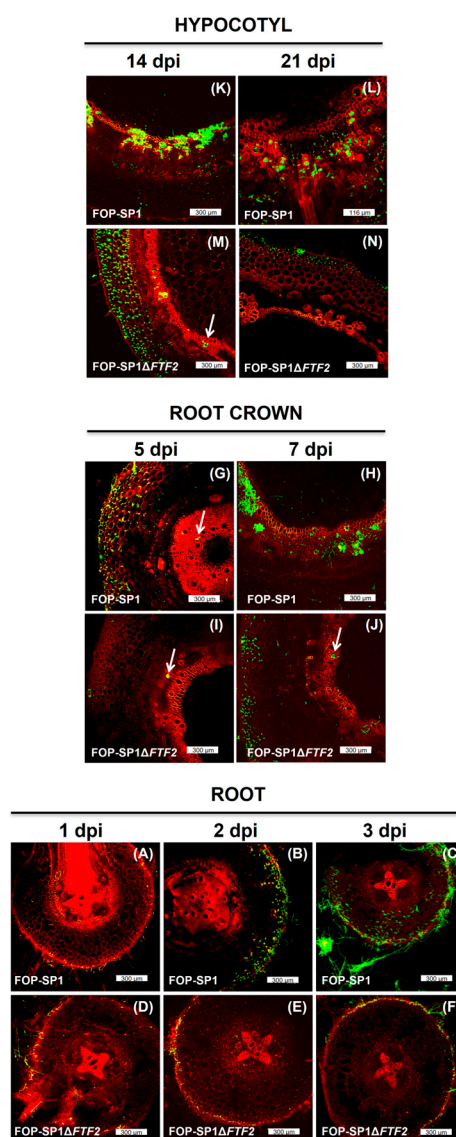 HYPOCOTYL
14 dpi 21 dpi
(K) (L)
FOP-SP1 300 µm FOP-SP1 116 µm
(M) (N)
FOP-SP1ΔFTF2 300 µm FOP-SP1ΔFTF2 300 µm
ROOT CROWN
5 dpi 7 dpi
(G) (H)
FOP-SP1 300 µm FOP-SP1 300 µm
(I) (J)
FOP-SP1ΔFTF2 300 µm FOP-SP1ΔFTF2 300 µm
ROOT
1 dpi 2 dpi 3 dpi
(A) (B) (C)
FOP-SP1 300 µm FOP-SP1 300 µm FOP-SP1 300 µm
(D) (E) (F)
FOP-SP1ΔFTF2 300 µm FOP-SP1ΔFTF2 300 µm FOP-SP1ΔFTF2 300 µm